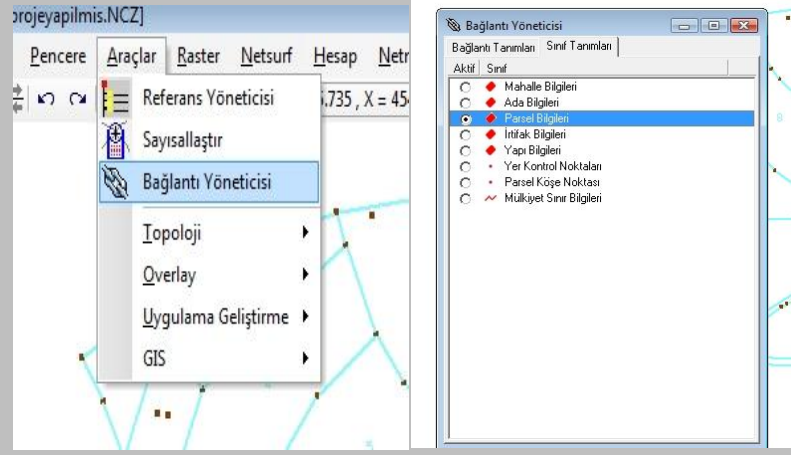 projeyapilmis.NCZ]
Pencere Araçlar Raster Netsurf Hesap
Referans Yöneticisi
.735 , X = 454
Sayısallaştır
Bağlantı Yöneticisi
Topoloji
Overlay
Uygulama Geliştirme
GIS
Bağlantı Yöneticisi
Bağlantı Tanımları Sınıf Tanımları
Aktif Sınıf
Mahalle Bilgileri
Ada Bilgileri
Parsel Bilgileri
İrtifak Bilgileri
Yapı Bilgileri
Yer Kontrol Noktaları
Parsel Köşe Noktası
Mülkiyet Sınır Bilgileri